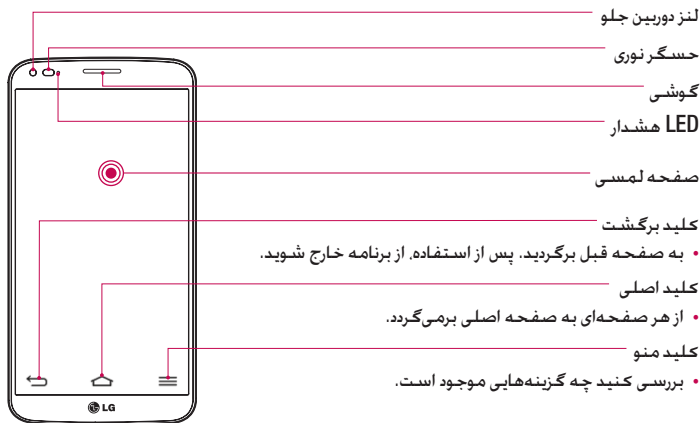 لنز دوربین جلو
حسگر نوری
گوشی
LED هشدار
صفحه لمسی
کلید برگشت
• به صفحه قبل برگردید. پس از استفاده، از برنامه خارج شوید.
کلید اصلی
• از هر صفحه‌ای به صفحه اصلی برمی‌گردد.
کلید منو
• بررسی کنید چه گزینه‌هایی موجود است.
LG